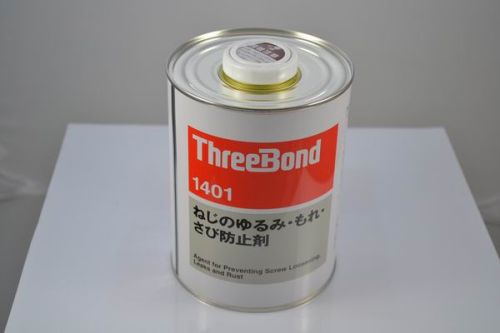 ThreeBond
1401
ねじのゆるみ・もれ・
さび防止剤
Agent for Preventing Screw Loosening,
Leaks and Rust